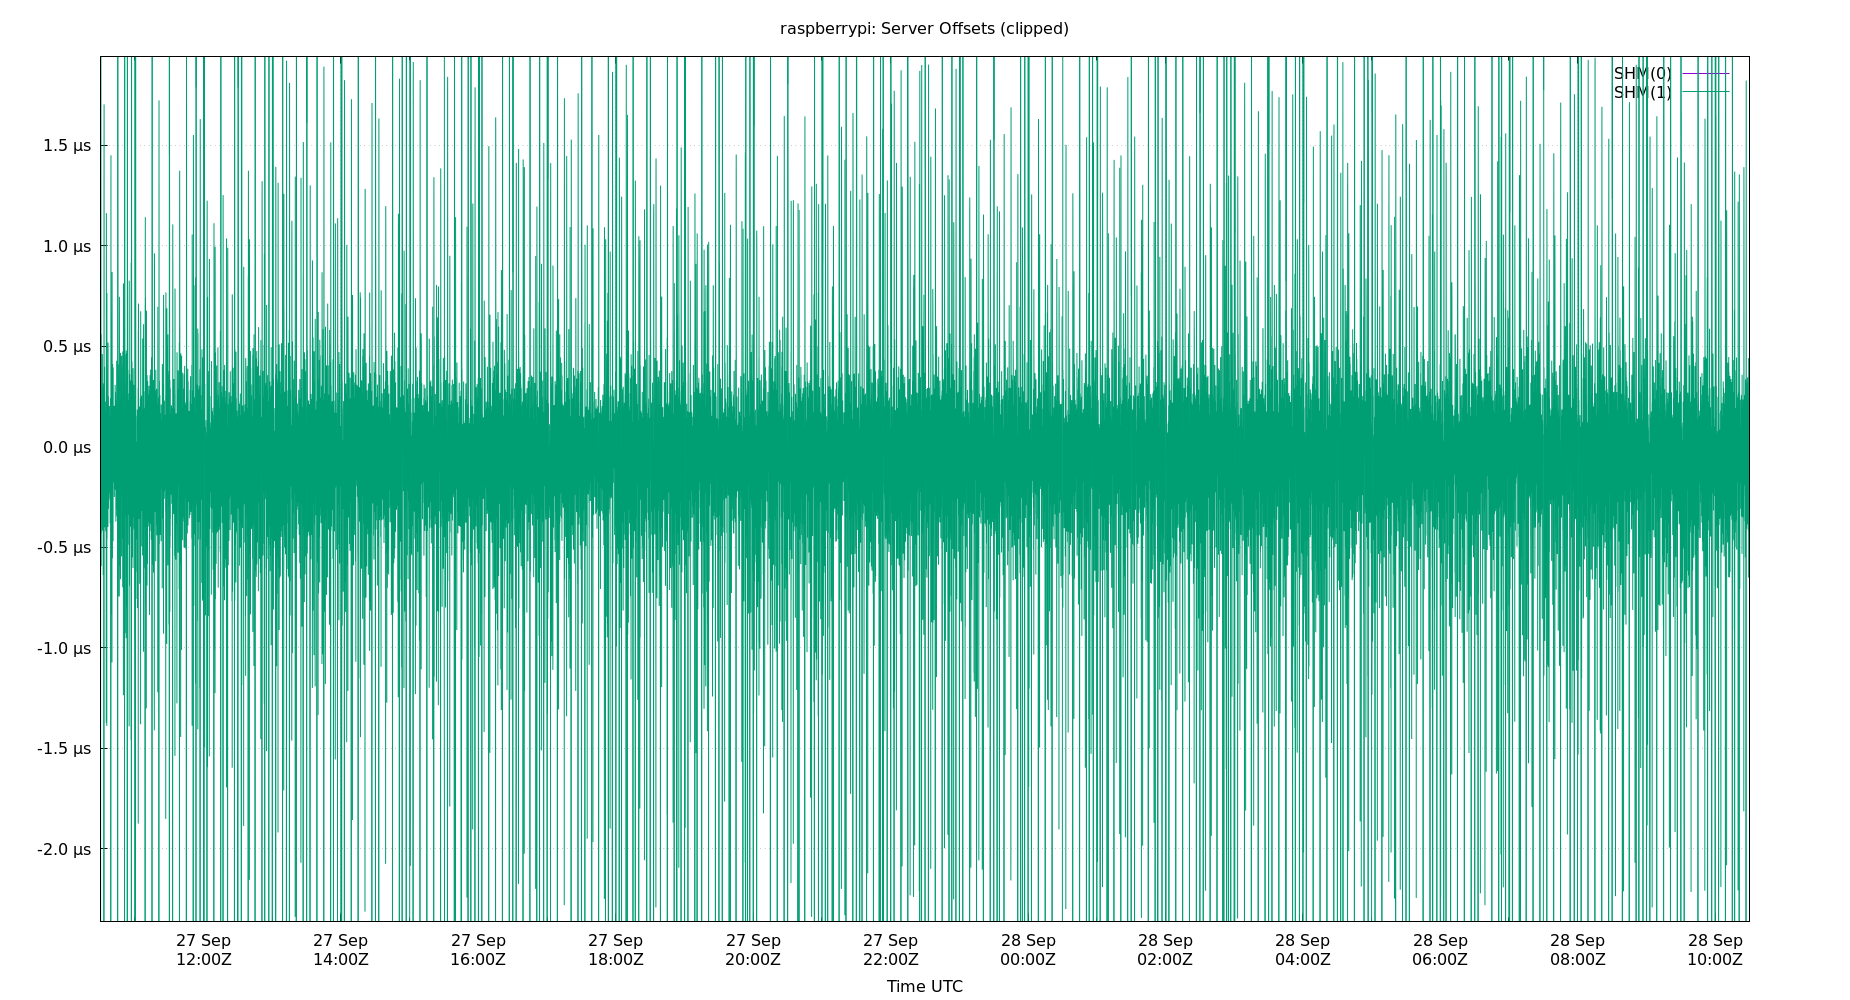 raspberrypi: Server Offsets (clipped)
SHM(0)
SHM(1)
1.5 µs
1.0 µs
0.5 µs
0.0 µs
-0.5 µs
-1.0 µs
-1.5 µs
-2.0 µs
27 Sep 27 Sep 27 Sep 27 Sep 27 Sep 27 Sep 28 Sep 28 Sep 28 Sep 28 Sep 28 Sep 28 Sep
12:00Z 14:00Z 16:00Z 18:00Z 20:00Z 22:00Z 00:00Z 02:00Z 04:00Z 06:00Z 08:00Z 10:00Z
Time UTC